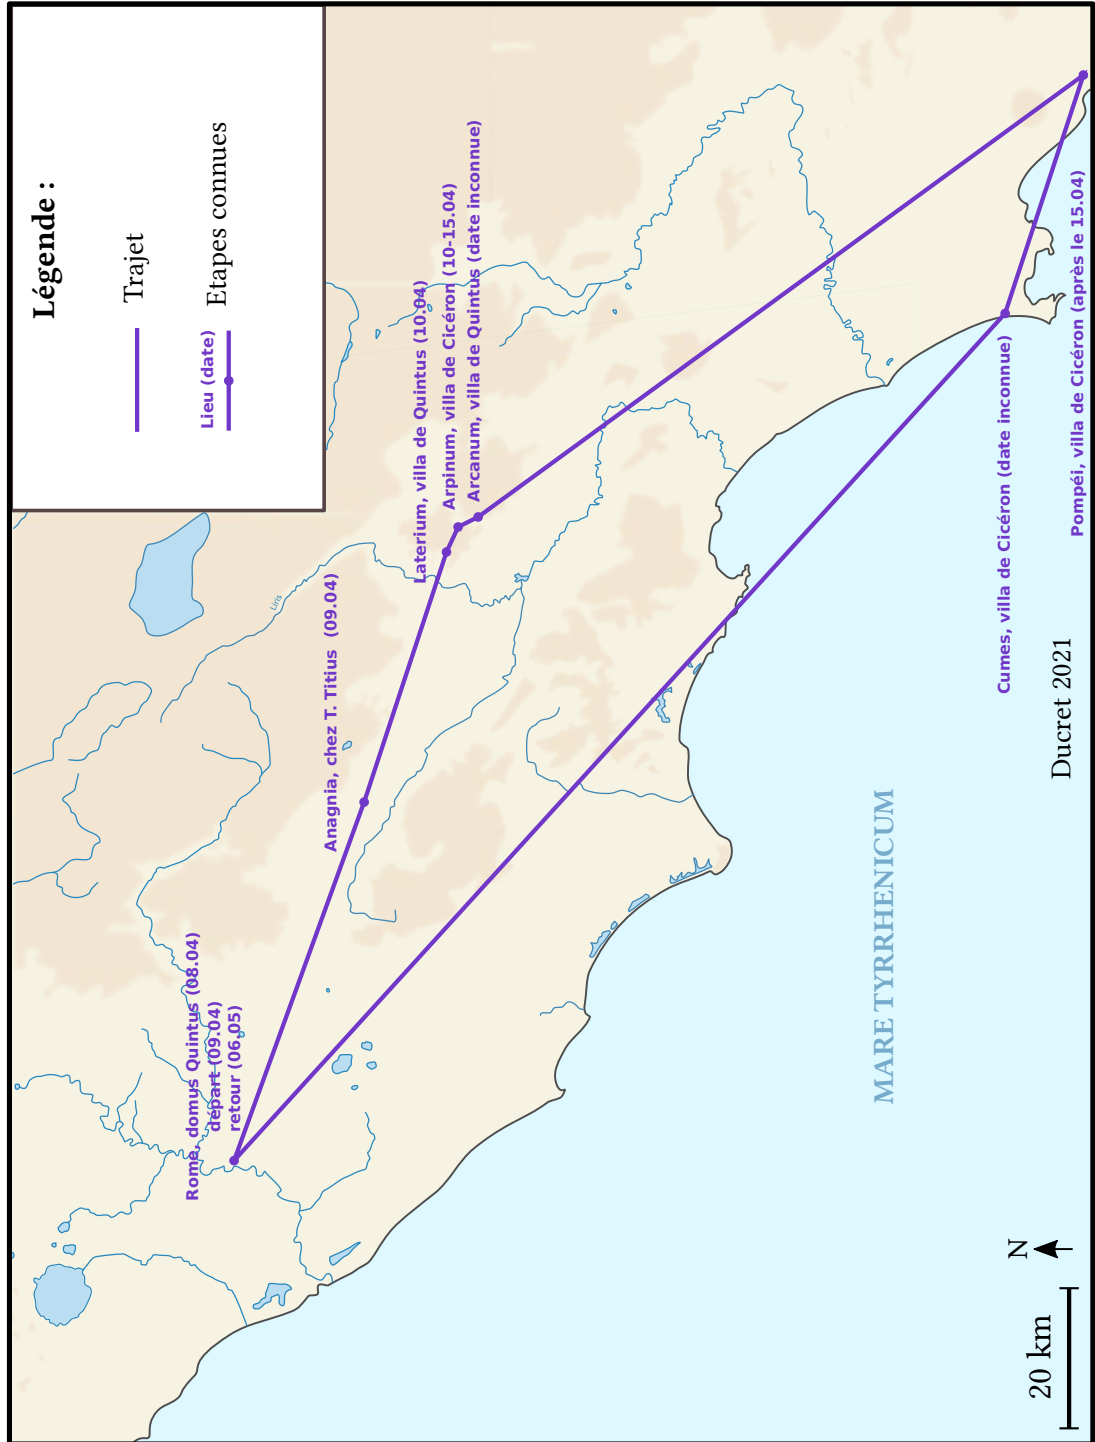 Légende :
Trajet
Lieu (date)
Etapes connues
Rome, domus Quintus (08.04)
départ (09.04)
retour (06.05)
Anagnia, chez T. Titius  (09.04)
Liris
Laterium, villa de Quintus (10.04)
Arpinum, villa de Cicéron (10-15.04)
Arcanum, villa de Quintus (date inconnue)
Cumes, villa de Cicéron (date inconnue)
Pompéi, villa de Cicéron (après le 15.04)
MARE TYRRHENICUM
Ducret 2021
N
20 km